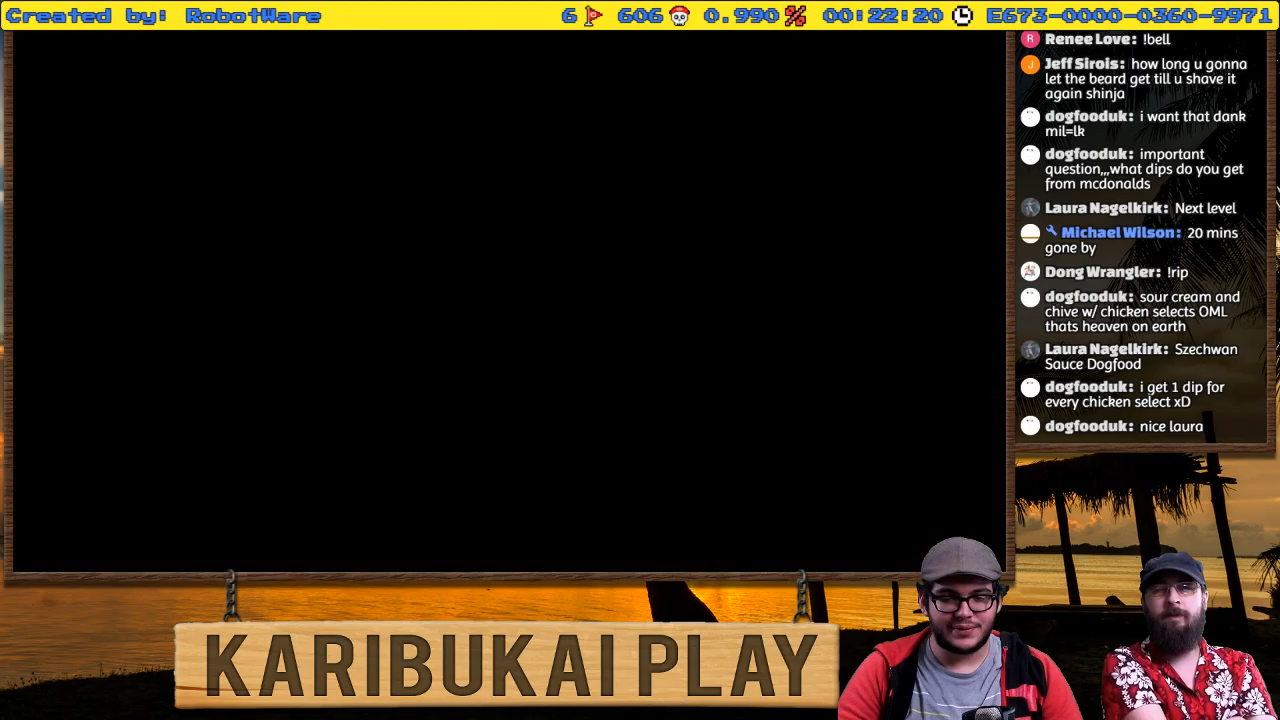 Created by: RobotWare 6 606 0.990% 00:22:20 E673-0000-0360-9971
R Renee Love: !bell
J Jeff Sirois: how long u gonna
let the beard get till u shave it
again shinja
dogfooduk: i want that dank
mil=lk
dogfooduk: important
question,,,what dips do you get
from mcdonalds
Laura Nagelkirk: Next level
Michael Wilson: 20 mins
gone by
Dong Wrangler: !rip
dogfooduk: sour cream and
chive w/ chicken selects OML
thats heaven on earth
Laura Nagelkirk: Szechwan
Sauce Dogfood
dogfooduk: i get 1 dip for
every chicken select xD
dogfooduk: nice laura
KARIBUKAI PLAY